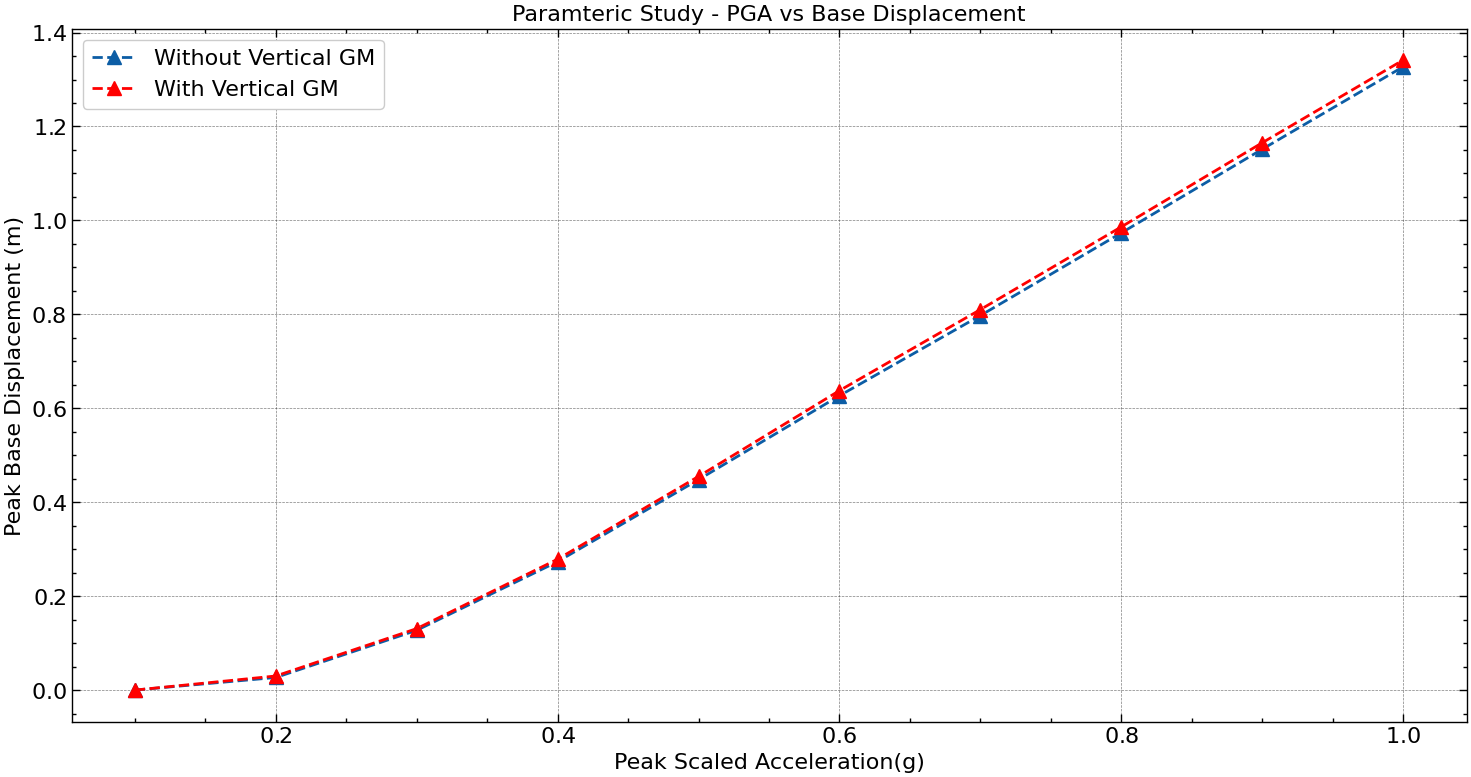 Paramteric Study - PGA vs Base Displacement
Without Vertical GM
With Vertical GM
Peak Base Displacement (m)
1.4
1.2
1.0
0.8
0.6
0.4
0.2
0.0
0.2
0.4
0.6
0.8
1.0
Peak Scaled Acceleration(g)